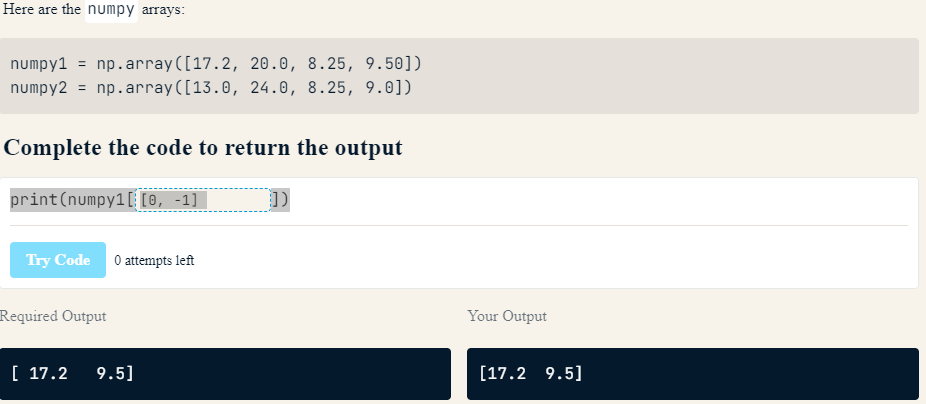 Here are the numpy arrays:
numpy1 = np.array([17.2, 20.0, 8.25, 9.50])
numpy2 = np.array([13.0, 24.0, 8.25, 9.0])
Complete the code to return the output
print(numpy1[[0, -1]])
Try Code 0 attempts left
Required Output Your Output
[ 17.2   9.5] [17.2  9.5]